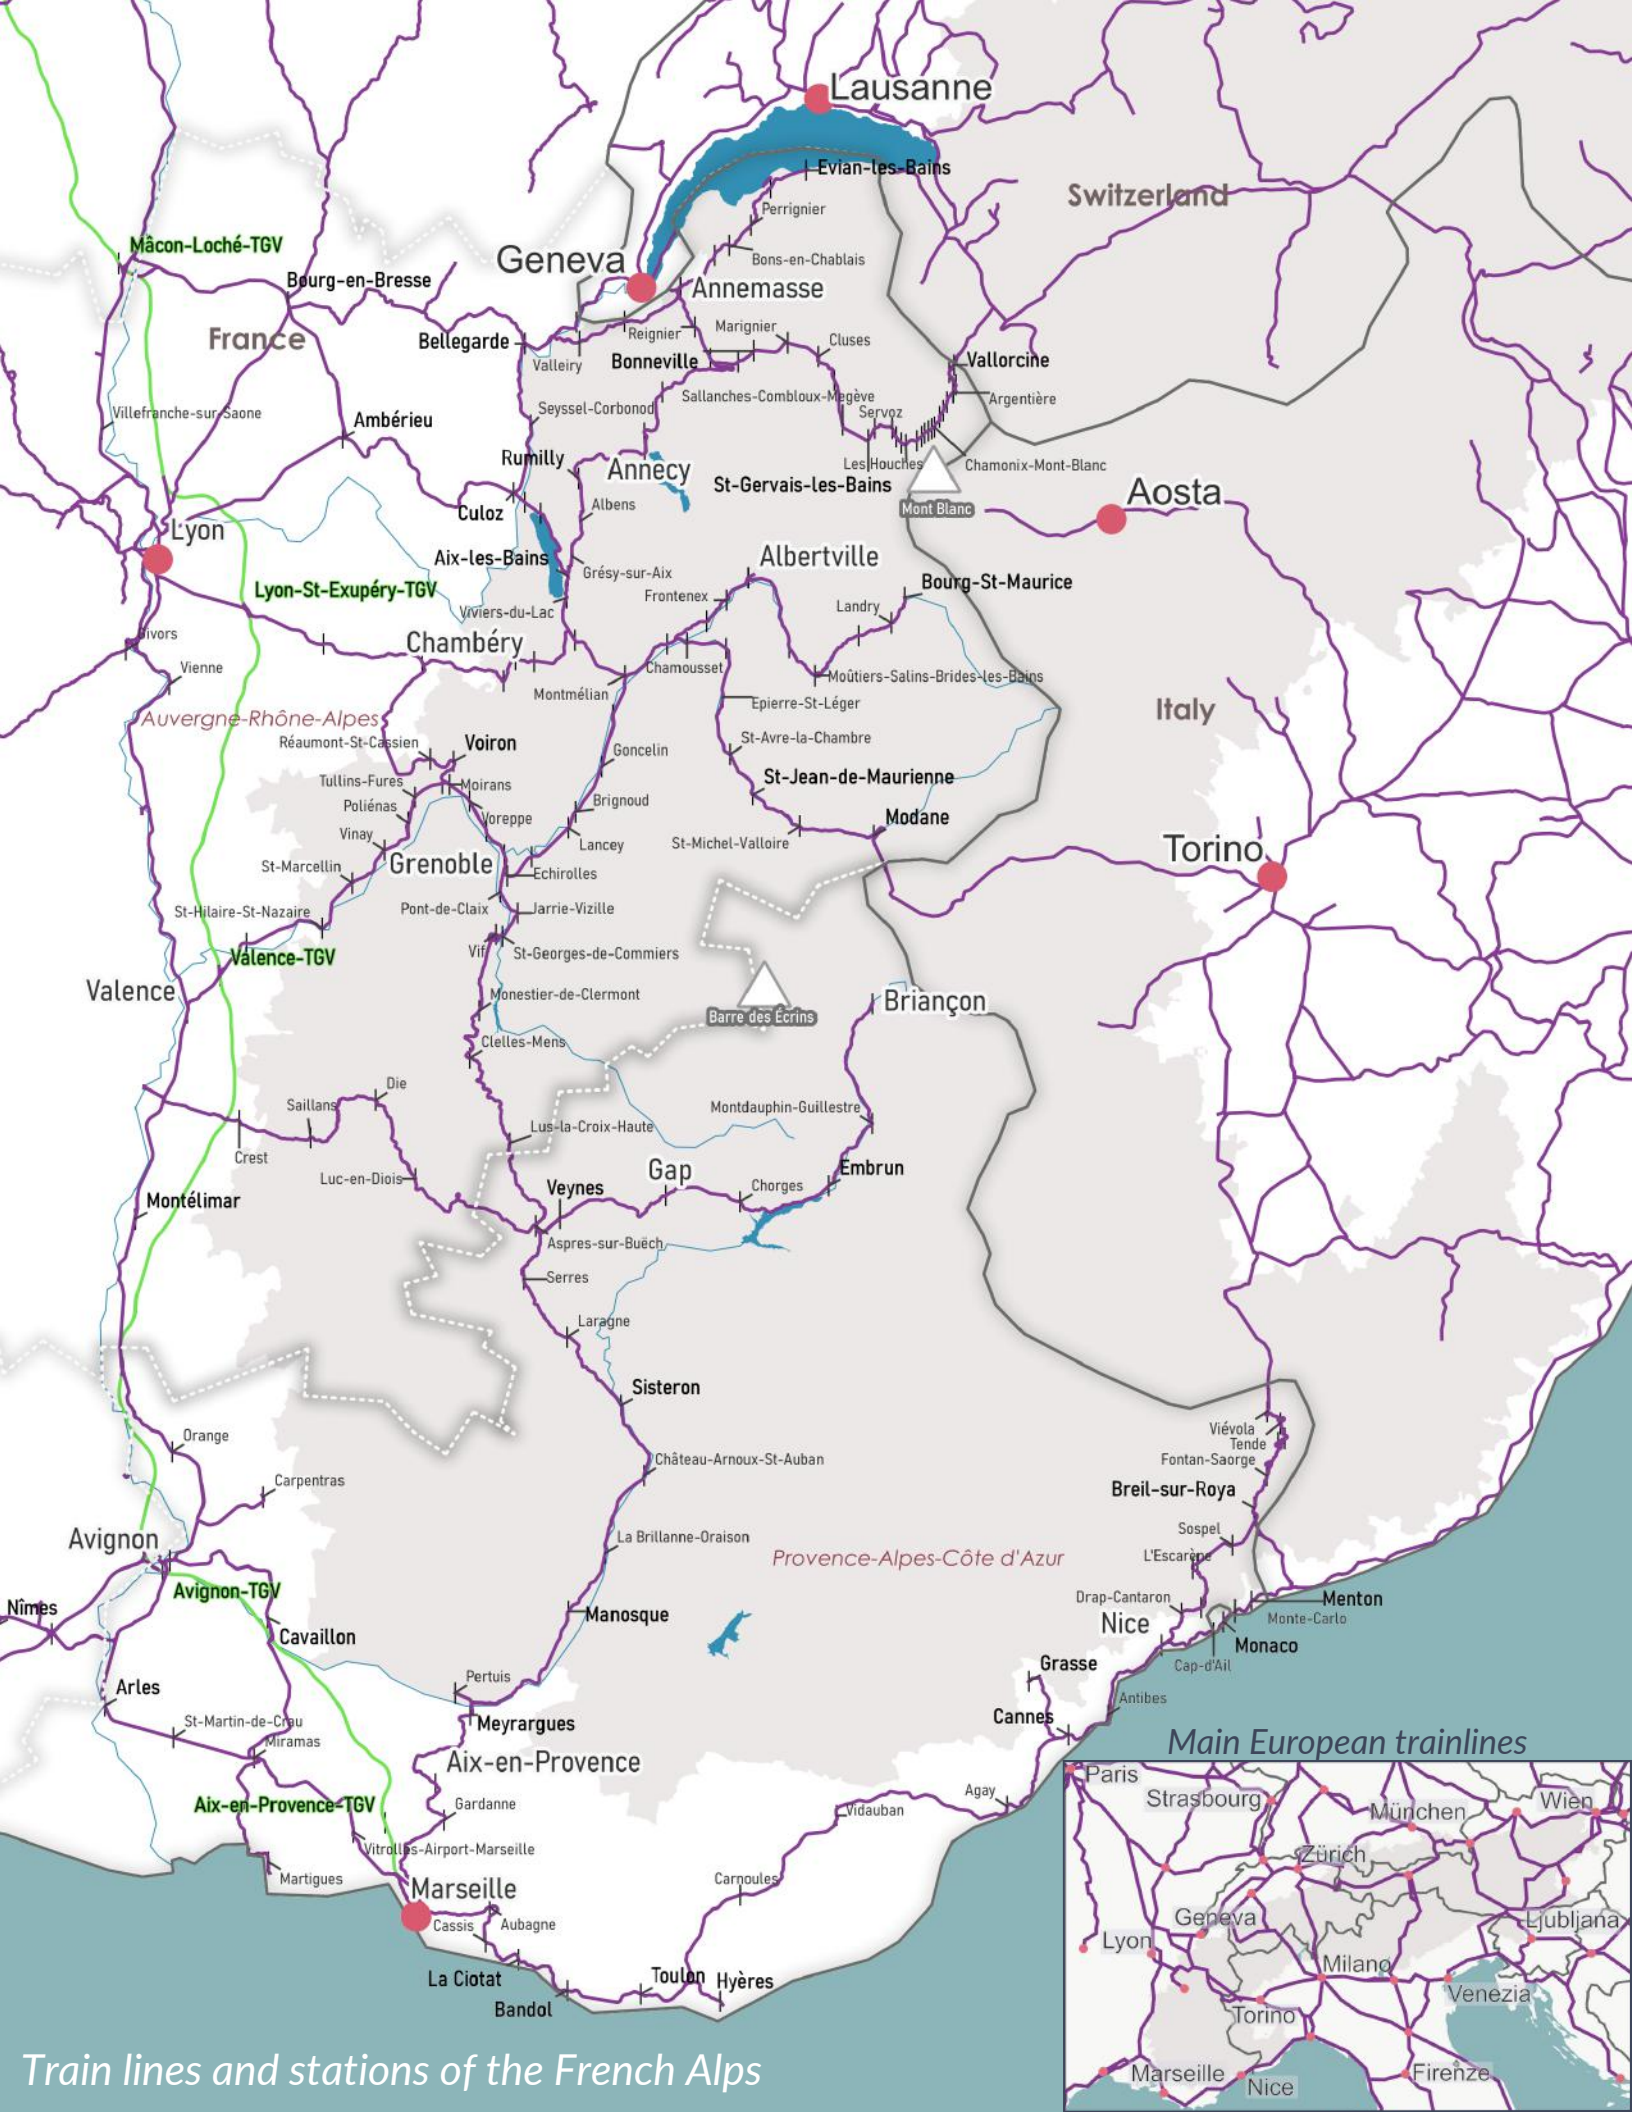 Lausanne
Evian-les-Bains
Switzerland
Perrignier
Mâcon-Loché-TGV
Geneva
Bons-en-Chablais
Bourg-en-Bresse
Annemasse
France
Bellegarde
Reignier
Marignier
Cluses
Valleiry
Bonneville
Vallorcine
Sallanches-Combloux-Megève
Argentière
Villefranche-sur-Saone
Seyssel-Corbonod
Servoz
Ambérieu
Rumilly
Annecy
Les Houches
Chamonix-Mont-Blanc
St-Gervais-les-Bains
Aosta
Albens
Mont Blanc
Culoz
Lyon
Aix-les-Bains
Albertville
Grésy-sur-Aix
Bourg-St-Maurice
Lyon-St-Exupéry-TGV
Frontenex
Landry
Viviers-du-Lac
Givors
Chambéry
Vienne
Chamousset
Moûtiers-Salins-Brides-les-Bains
Montmélian
Epierre-St-Léger
Italy
Auvergne-Rhône-Alpes
Réaumont-St-Cassien
Voiron
St-Avre-la-Chambre
Goncelin
St-Jean-de-Maurienne
Tullins-Fures
Moirans
Poliénas
Brignoud
Voreppe
Modane
Vinay
Lancey
St-Michel-Valloire
Torino
St-Marcellin
Grenoble
Echirolles
Pont-de-Claix
Jarrie-Vizille
St-Hilaire-St-Nazaire
Vif
St-Georges-de-Commiers
Valence-TGV
Valence
Monestier-de-Clermont
Briançon
Barre des Écrins
Clelles-Mens
Die
Saillans
Montdauphin-Guillestre
Lus-la-Croix-Haute
Crest
Luc-en-Diois
Gap
Embrun
Montélimar
Veynes
Chorges
Aspres-sur-Buëch
Serres
Laragne
Sisteron
Orange
Viévola
Tende
Château-Arnoux-St-Auban
Fontan-Saorge
Carpentras
Breil-sur-Roya
Sospel
Avignon
La Brillanne-Oraison
L'Escarène
Provence-Alpes-Côte d'Azur
Avignon-TGV
Drap-Cantaron
Menton
Nîmes
Manosque
Nice
Monte-Carlo
Cavaillon
Monaco
Cap-d'Ail
Grasse
Pertuis
Arles
Antibes
St-Martin-de-Crau
Meyrargues
Cannes
Miramas
Aix-en-Provence
Agay
Aix-en-Provence-TGV
Gardanne
Vidauban
Vitrolles-Airport-Marseille
Martigues
Carnoules
Marseille
Cassis
Aubagne
La Ciotat
Toulon
Hyères
Bandol
Train lines and stations of the French Alps
Main European trainlines
Paris
Strasbourg
München
Wien
Zürich
Geneva
Ljubljana
Lyon
Milano
Venezia
Torino
Marseille
Nice
Firenze